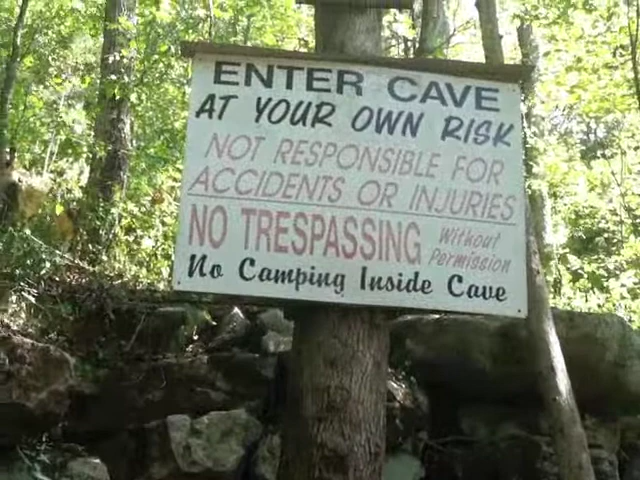 ENTER CAVE
AT YOUR OWN RISK
NOT RESPONSIBLE FOR
ACCIDENTS OR INJURIES
NO TRESPASSING Without Permission
No Camping Inside Cave